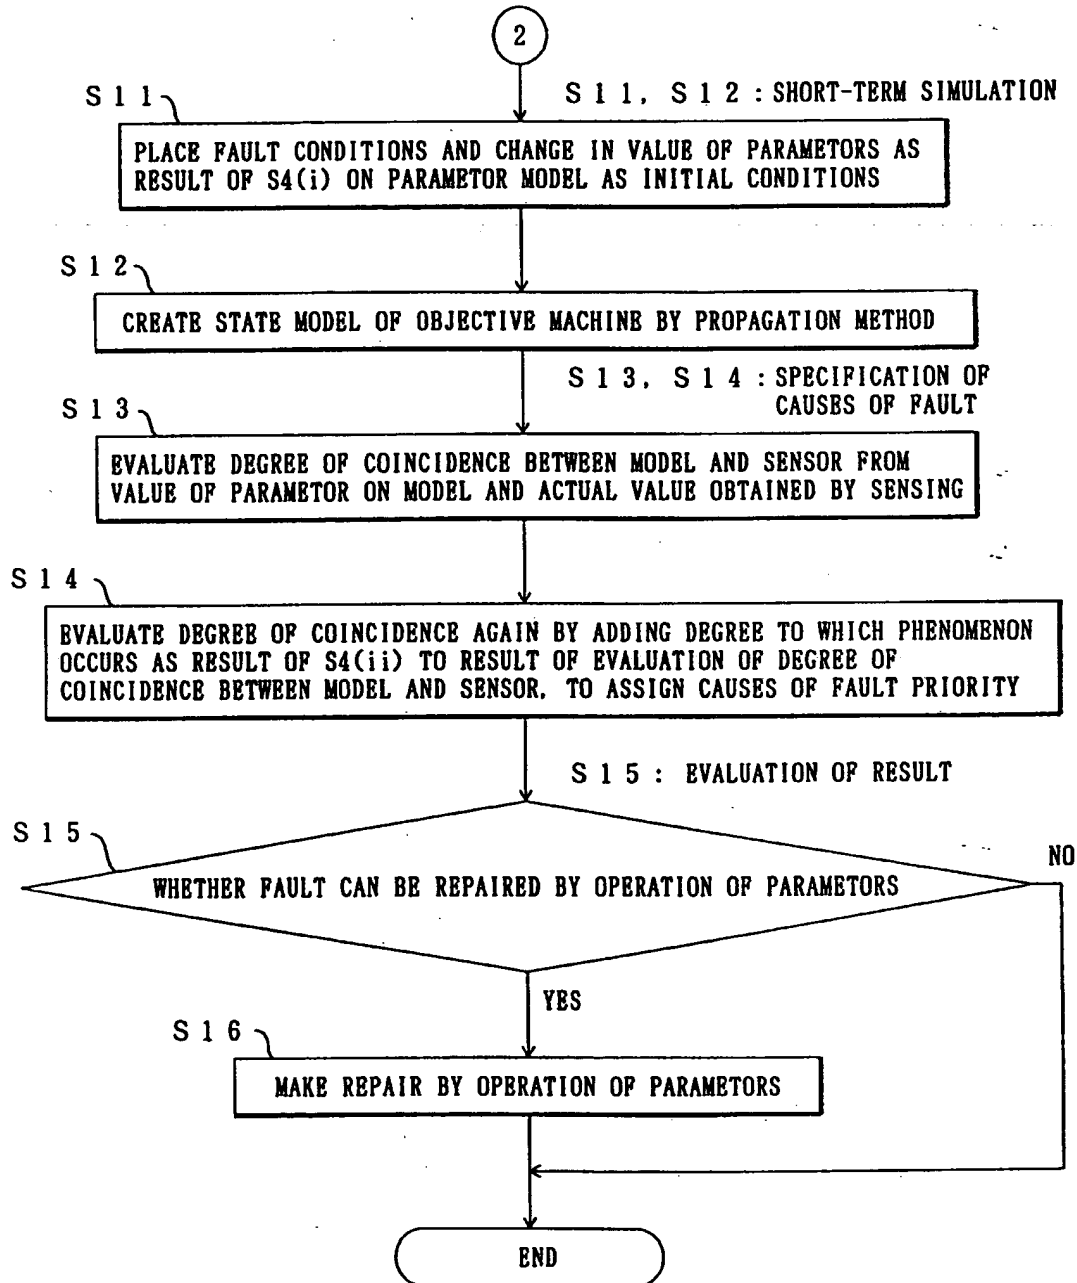 2
S11
S11, S12 : SHORT-TERM SIMULATION
PLACE FAULT CONDITIONS AND CHANGE IN VALUE OF PARAMETORS AS
RESULT OF S4(i) ON PARAMETOR MODEL AS INITIAL CONDITIONS
S12
CREATE STATE MODEL OF OBJECTIVE MACHINE BY PROPAGATION METHOD
S13, S14 : SPECIFICATION OF
CAUSES OF FAULT
S13
EVALUATE DEGREE OF COINCIDENCE BETWEEN MODEL AND SENSOR FROM
VALUE OF PARAMETOR ON MODEL AND ACTUAL VALUE OBTAINED BY SENSING
S14
EVALUATE DEGREE OF COINCIDENCE AGAIN BY ADDING DEGREE TO WHICH PHENOMENON
OCCURS AS RESULT OF S4(ii) TO RESULT OF EVALUATION OF DEGREE OF
COINCIDENCE BETWEEN MODEL AND SENSOR, TO ASSIGN CAUSES OF FAULT PRIORITY
S15 : EVALUATION OF RESULT
S15
NO
WHETHER FAULT CAN BE REPAIRED BY OPERATION OF PARAMETORS
YES
S16
MAKE REPAIR BY OPERATION OF PARAMETORS
END